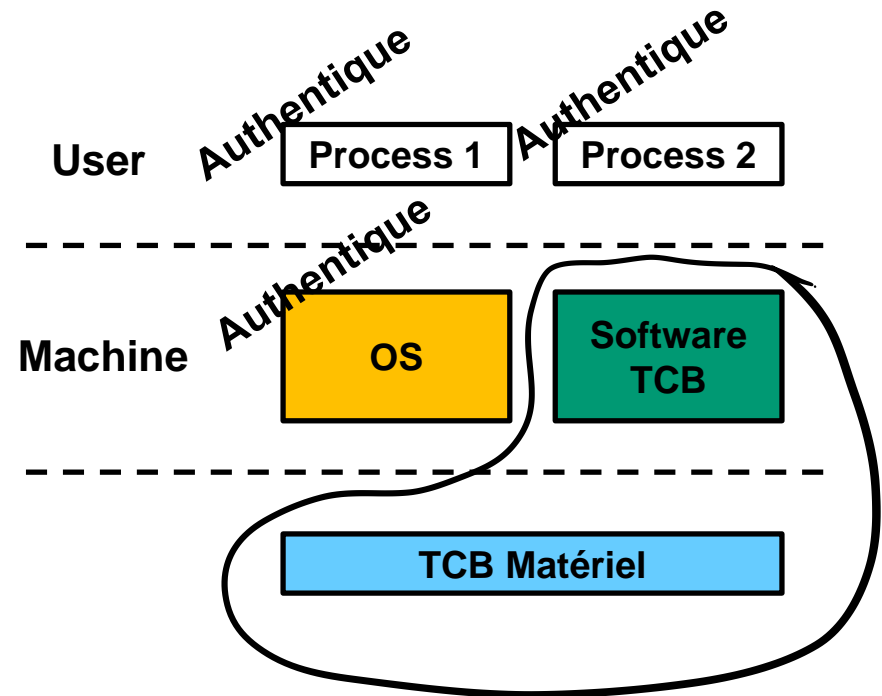 Authentique
Authentique
User
Process 1
Process 2
Authentique
Machine
OS
Software
TCB
TCB Matériel